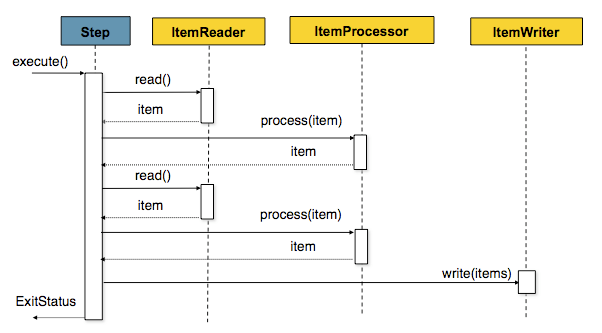 Step
ItemReader
ItemProcessor
ItemWriter
execute()
read()
item
process(item)
item
read()
item
process(item)
item
write(items)
ExitStatus